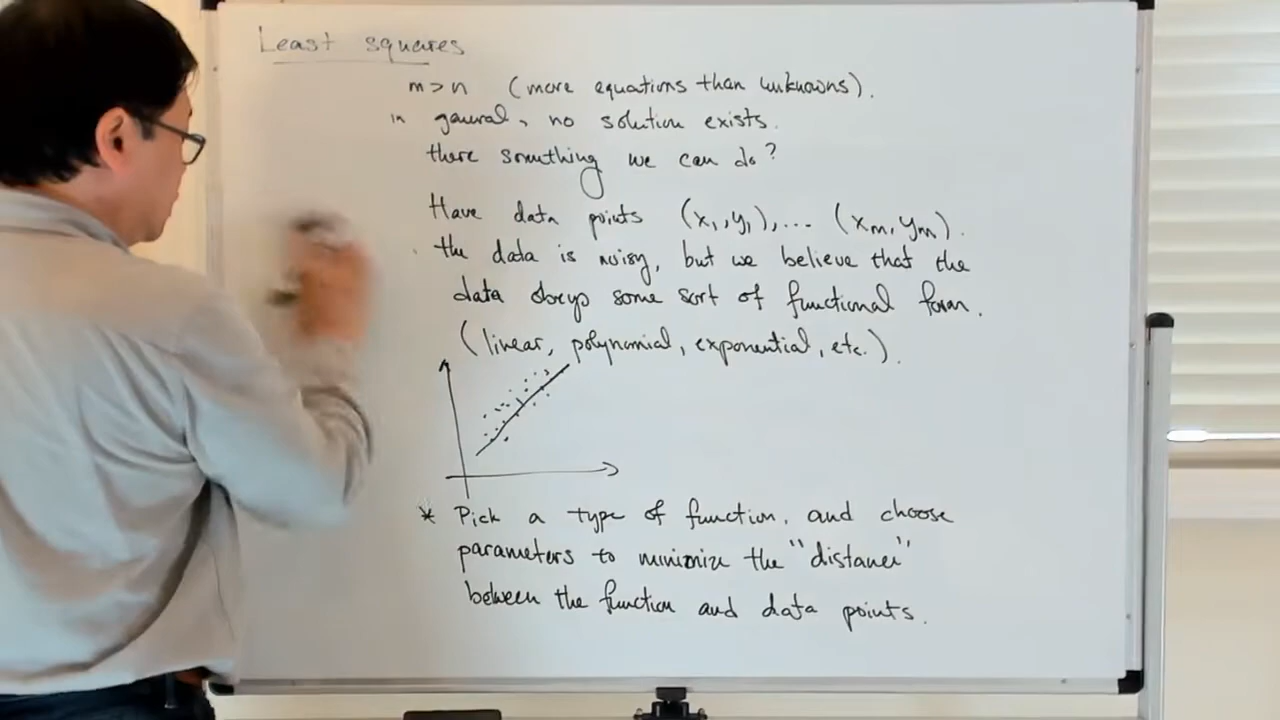 Least squares
m > n (more equations than unknowns).
in general, no solution exists.
there something we can do?
Have data points (x₁,y₁),... (xₘ,yₘ).
the data is noisy, but we believe that the
data obeys some sort of functional form.
(linear, polynomial, exponential, etc.).
* Pick a type of function, and choose
parameters to minimize the "distance"
between the function and data points.